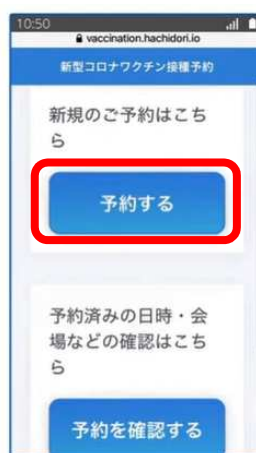 10:50
vaccination.hachidori.io
新型コロナワクチン接種予約
新規のご予約はこち
ら
予約する
予約済みの日時・会
場などの確認はこち
ら
予約を確認する